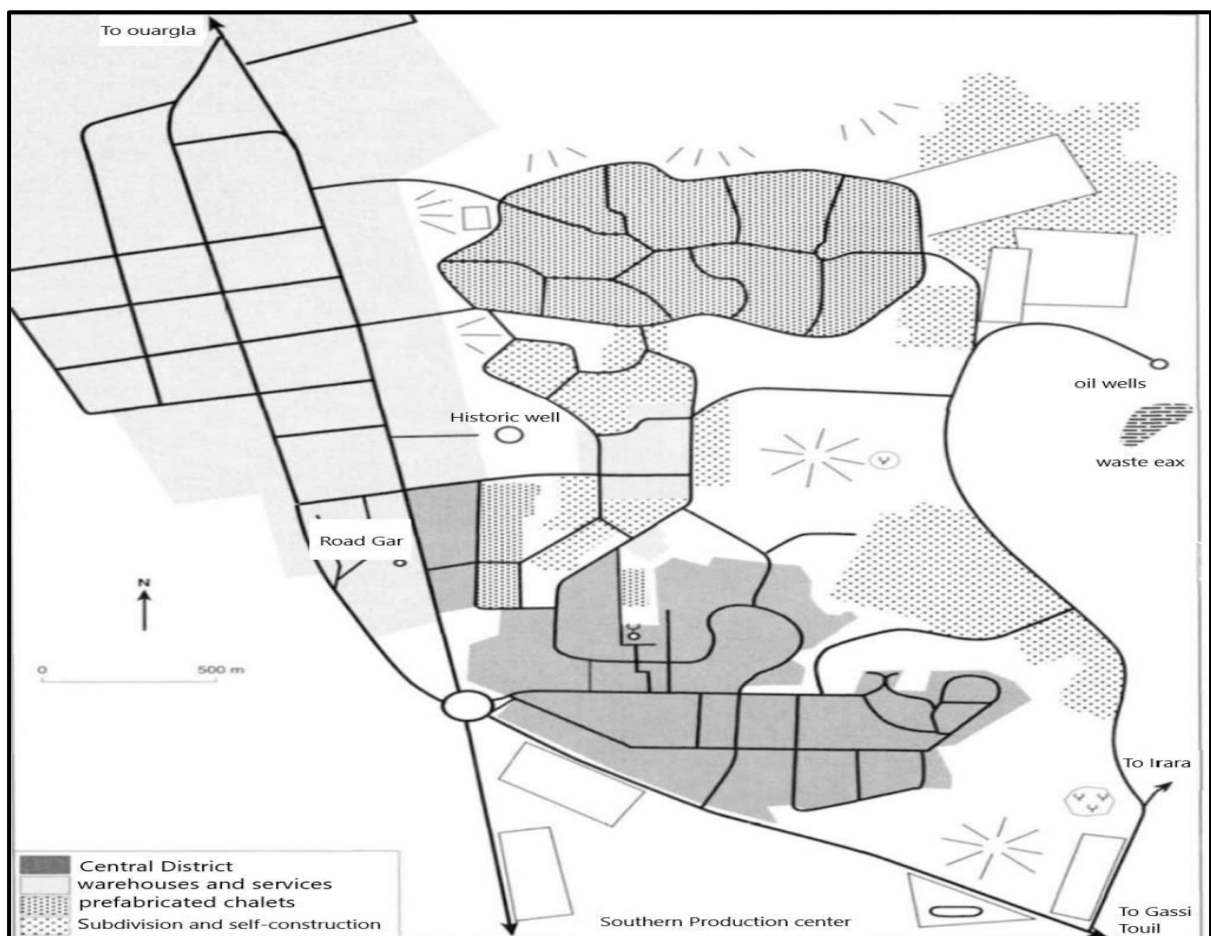 To ouargla
oil wells
Historic well
waste eax
Road Gar
N
0 500 m
To Irara
Central District
warehouses and services
prefabricated chalets
Subdivision and self-construction
Southern Production center
To Gassi
Touil